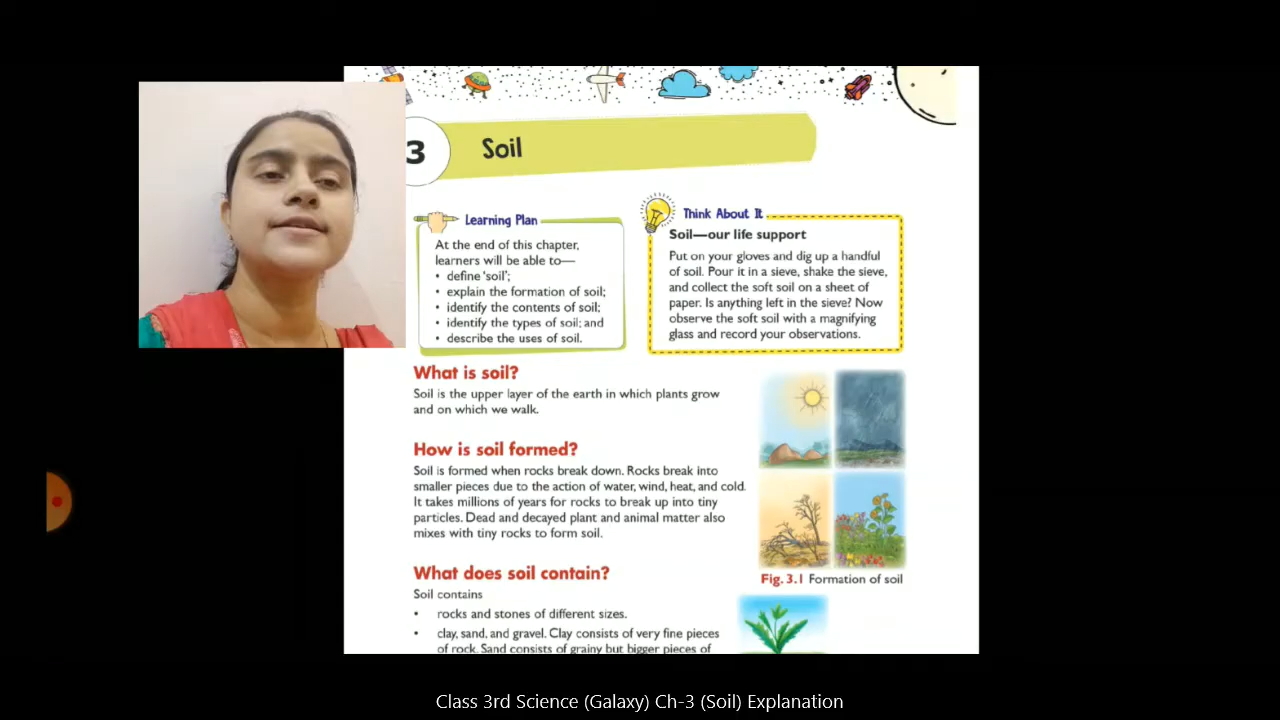 3
Soil
Learning Plan
At the end of this chapter,
learners will be able to—
• define 'soil';
• explain the formation of soil;
• identify the contents of soil;
• identify the types of soil; and
• describe the uses of soil.
Think About It
Soil—our life support
Put on your gloves and dig up a handful
of soil. Pour it in a sieve, shake the sieve,
and collect the soft soil on a sheet of
paper. Is anything left in the sieve? Now
observe the soft soil with a magnifying
glass and record your observations.
What is soil?
Soil is the upper layer of the earth in which plants grow
and on which we walk.
How is soil formed?
Soil is formed when rocks break down. Rocks break into
smaller pieces due to the action of water, wind, heat, and cold.
It takes millions of years for rocks to break up into tiny
particles. Dead and decayed plant and animal matter also
mixes with tiny rocks to form soil.
Fig. 3.1 Formation of soil
What does soil contain?
Soil contains
• rocks and stones of different sizes.
• clay, sand, and gravel. Clay consists of very fine pieces
of rock. Sand consists of grainy but bigger pieces of
Class 3rd Science (Galaxy) Ch-3 (Soil) Explanation